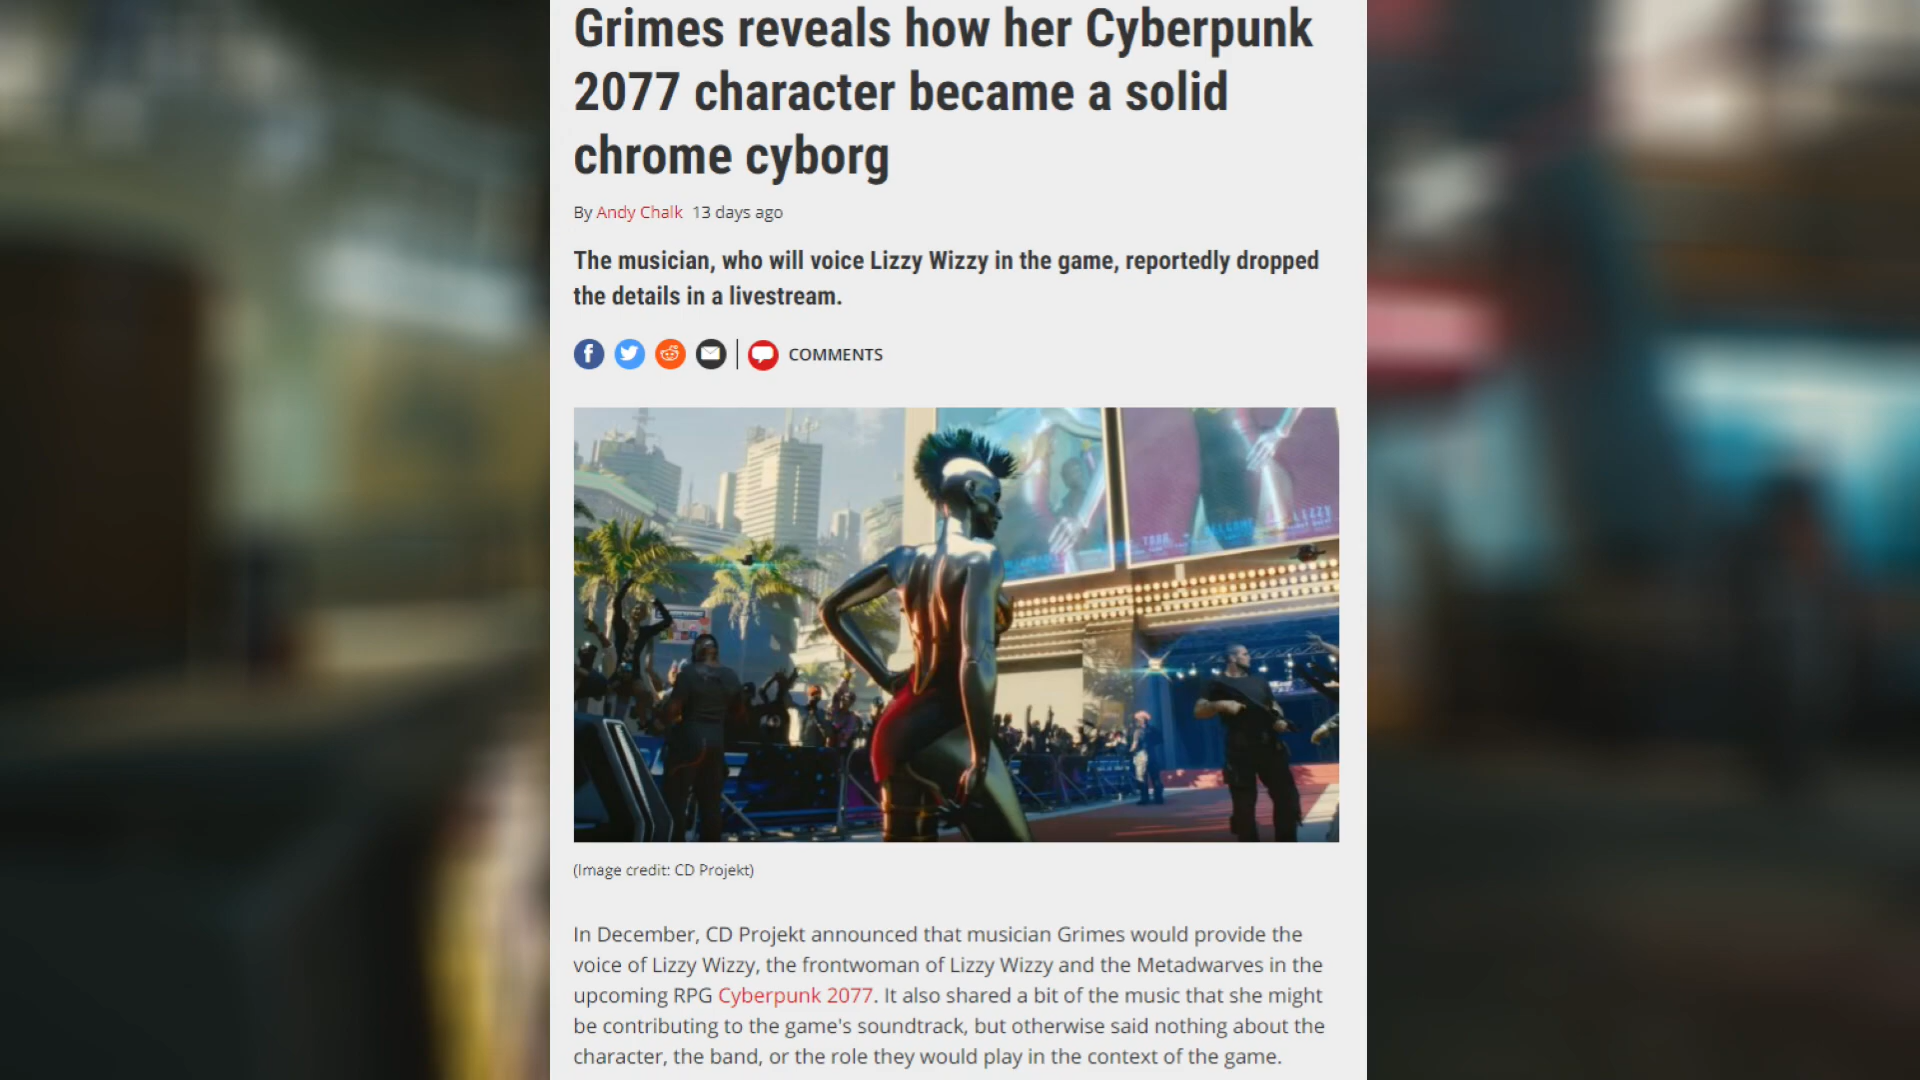 Grimes reveals how her Cyberpunk
2077 character became a solid
chrome cyborg
By Andy Chalk 13 days ago
The musician, who will voice Lizzy Wizzy in the game, reportedly dropped
the details in a livestream.
COMMENTS
LIZZY
(Image credit: CD Projekt)
In December, CD Projekt announced that musician Grimes would provide the
voice of Lizzy Wizzy, the frontwoman of Lizzy Wizzy and the Metadwarves in the
upcoming RPG Cyberpunk 2077. It also shared a bit of the music that she might
be contributing to the game's soundtrack, but otherwise said nothing about the
character, the band, or the role they would play in the context of the game.